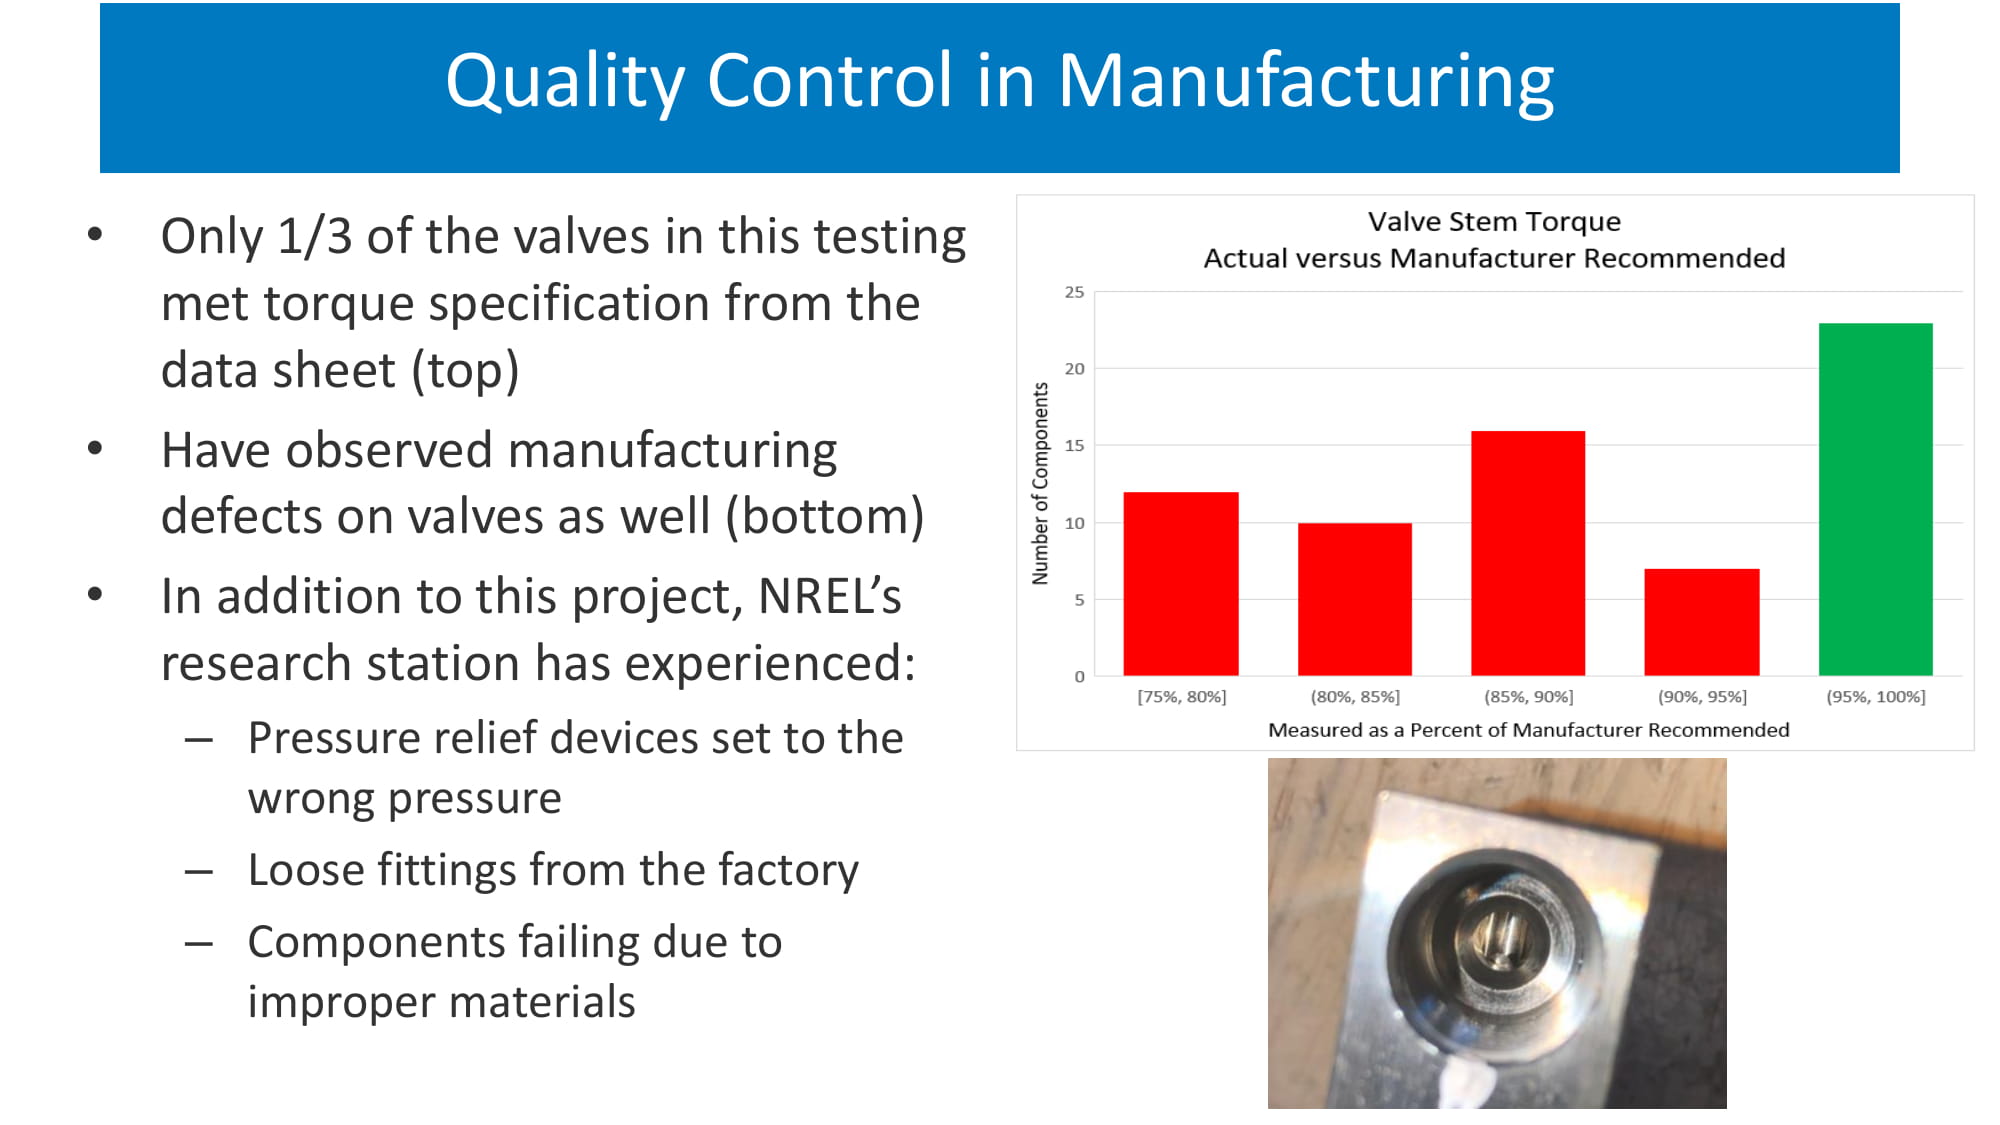 Quality Control in Manufacturing
• Only 1/3 of the valves in this testing
met torque specification from the
data sheet (top)
• Have observed manufacturing
defects on valves as well (bottom)
• In addition to this project, NREL’s
research station has experienced:
– Pressure relief devices set to the
wrong pressure
– Loose fittings from the factory
– Components failing due to
improper materials
Valve Stem Torque
Actual versus Manufacturer Recommended
Number of Components
25
20
15
10
5
0
[75%, 80%] (80%, 85%] (85%, 90%] (90%, 95%] (95%, 100%]
Measured as a Percent of Manufacturer Recommended